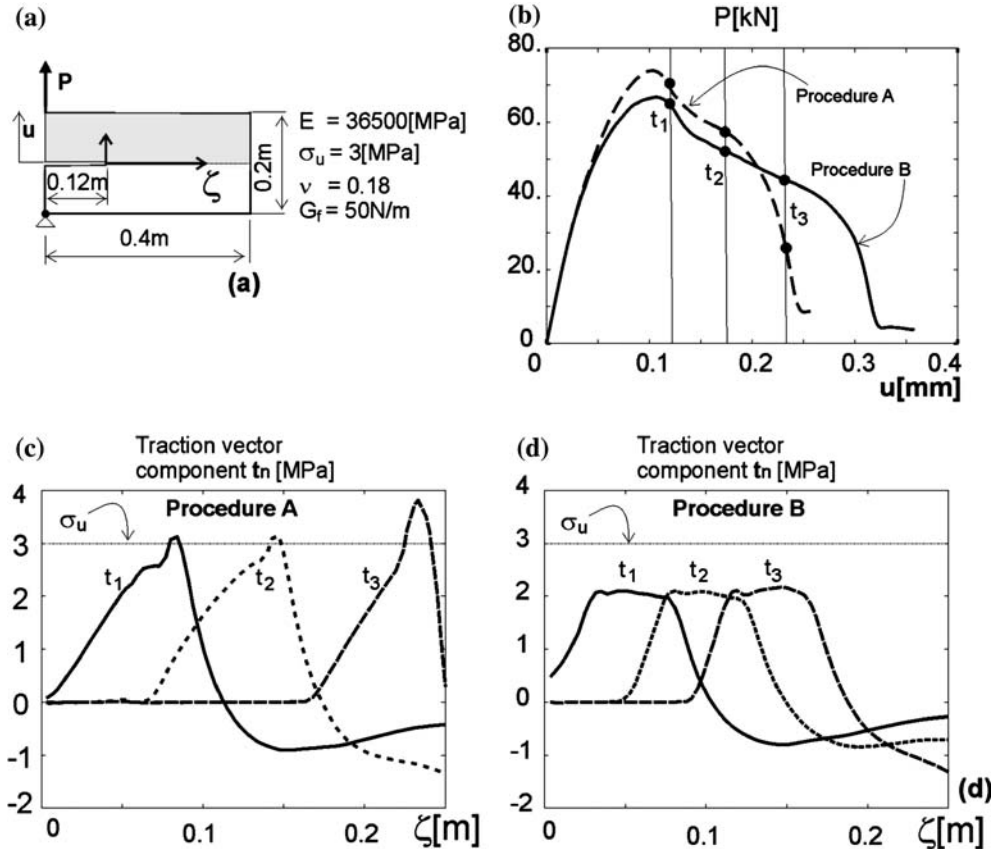 (a)
P
u
0.12m
ζ
0.4m
0.2m
E = 36500[MPa]
σu = 3[MPa]
ν = 0.18
Gf = 50N/m
(a)
(b)
P[kN]
80.
60.
40.
20.
0
0
0.1
0.2
0.3
0.4
u[mm]
Procedure A
Procedure B
t1
t2
t3
(c)
Traction vector
component tn [MPa]
Procedure A
σu
t1
t2
t3
4
3
2
1
0
-1
-2
0
0.1
0.2
ζ[m]
(d)
Traction vector
component tn [MPa]
Procedure B
σu
t1
t2
t3
4
3
2
1
0
-1
-2
0
0.1
0.2
ζ[m]
(d)